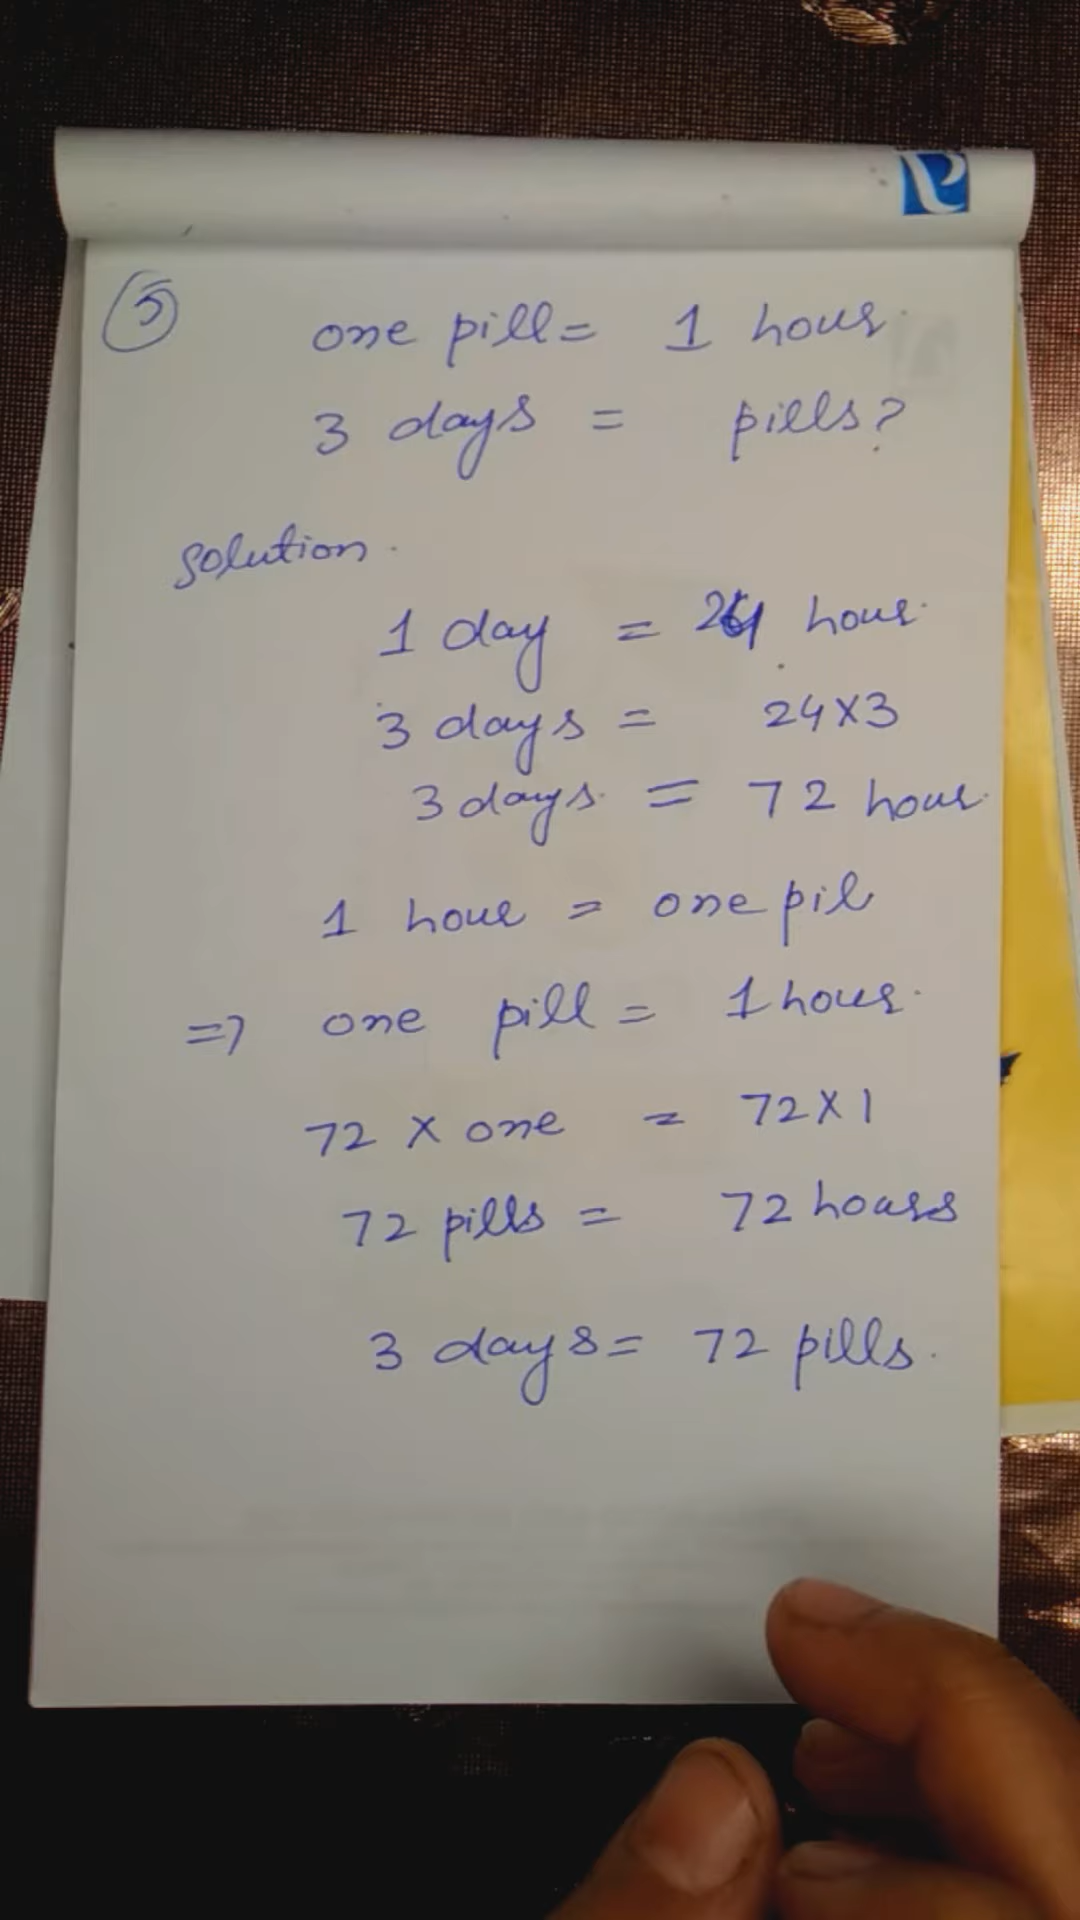 5
one pill = 1 hour.
3 days = pills?
solution.
1 day = 24 hour.
3 days = 24x3
3 days. = 72 hour.
1 hour = one pil
=> one pill = 1 hour.
72 x one = 72 x 1
72 pills = 72 hours
3 days = 72 pills.